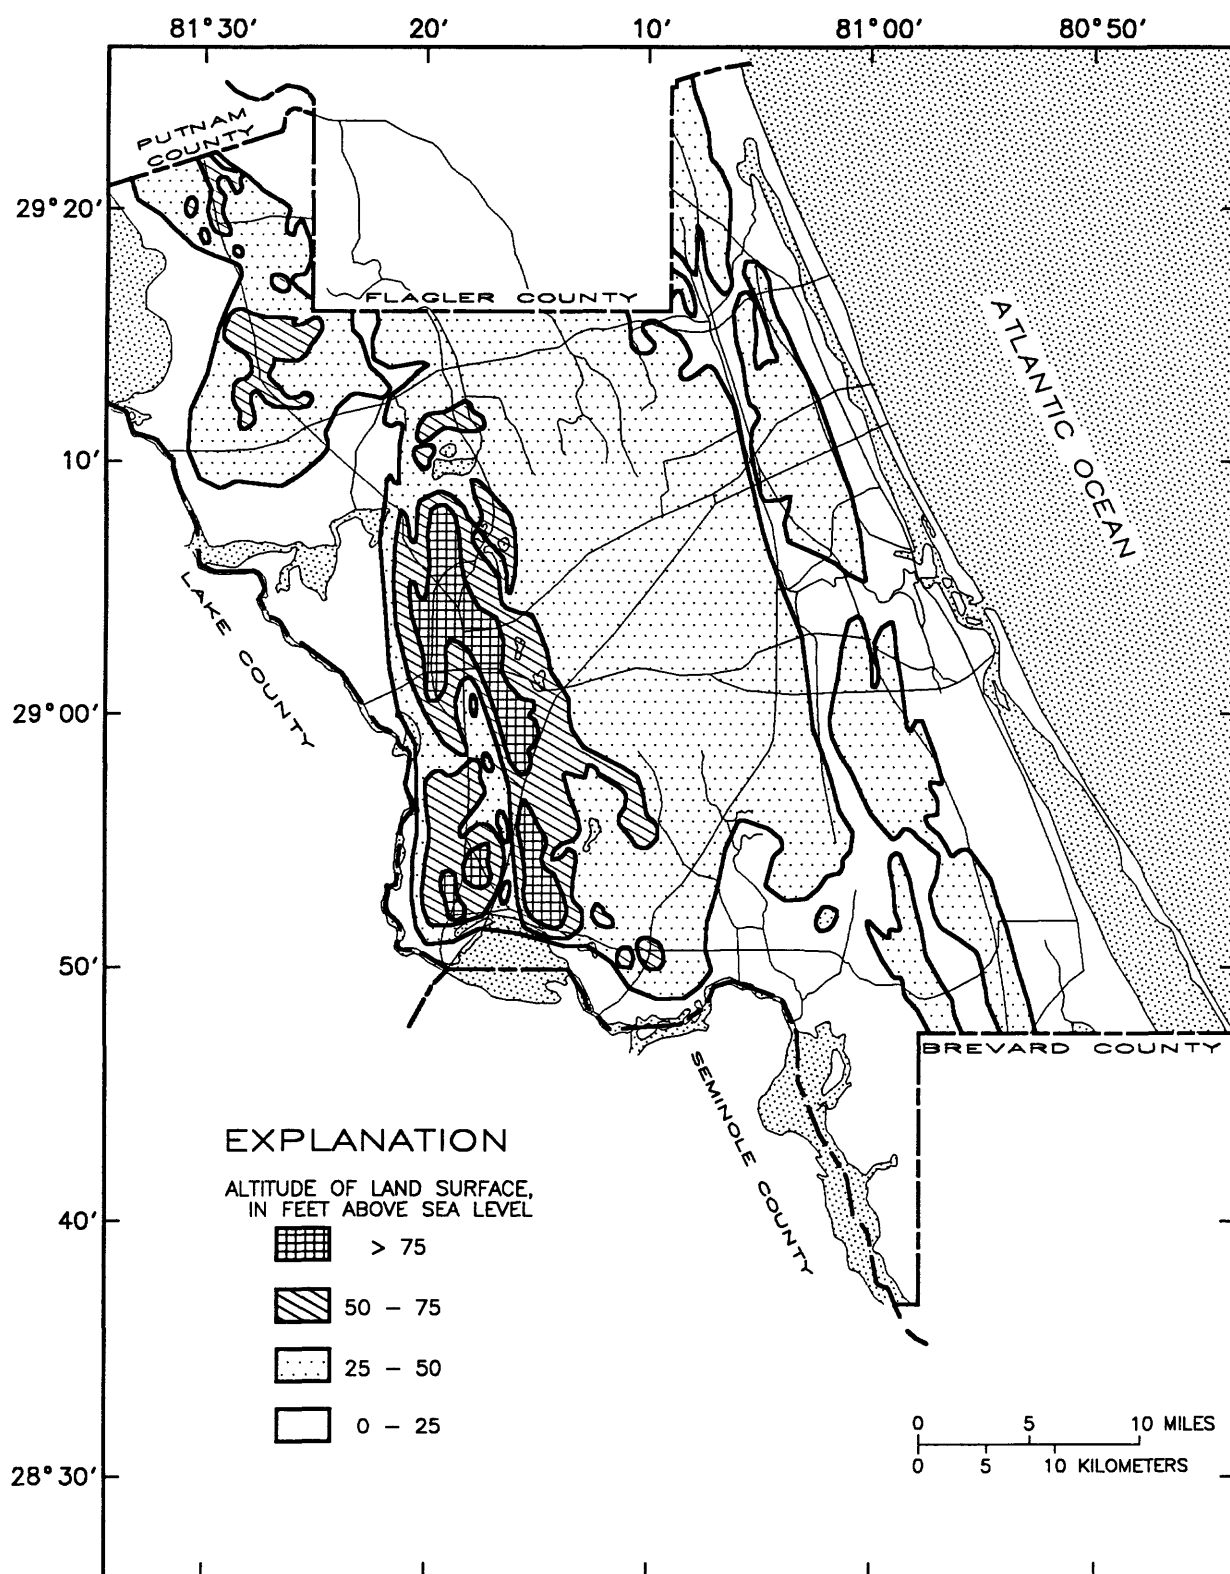 81°30′ 20′ 10′ 81°00′ 80°50′
PUTNAM
COUNTY
29°20′
FLAGLER COUNTY
ATLANTIC OCEAN
10′
LAKE COUNTY
29°00′
50′
BREVARD COUNTY
SEMINOLE COUNTY
EXPLANATION
ALTITUDE OF LAND SURFACE,
IN FEET ABOVE SEA LEVEL
> 75
50 – 75
25 – 50
0 – 25
40′
0 5 10 MILES
0 5 10 KILOMETERS
28°30′